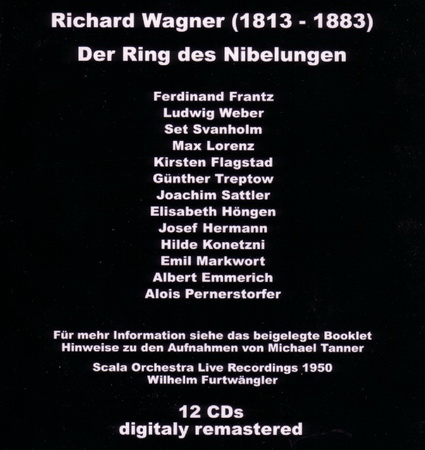 Richard Wagner (1813 - 1883)
Der Ring des Nibelungen
Ferdinand Frantz
Ludwig Weber
Set Svanholm
Max Lorenz
Kirsten Flagstad
Günther Treptow
Joachim Sattler
Elisabeth Höngen
Josef Hermann
Hilde Konetzni
Emil Markwort
Albert Emmerich
Alois Pernerstorfer
Für mehr Information siehe das beigelegte Booklet
Hinweise zu den Aufnahmen von Michael Tanner
Scala Orchestra Live Recordings 1950
Wilhelm Furtwängler
12 CDs
digitaly remastered